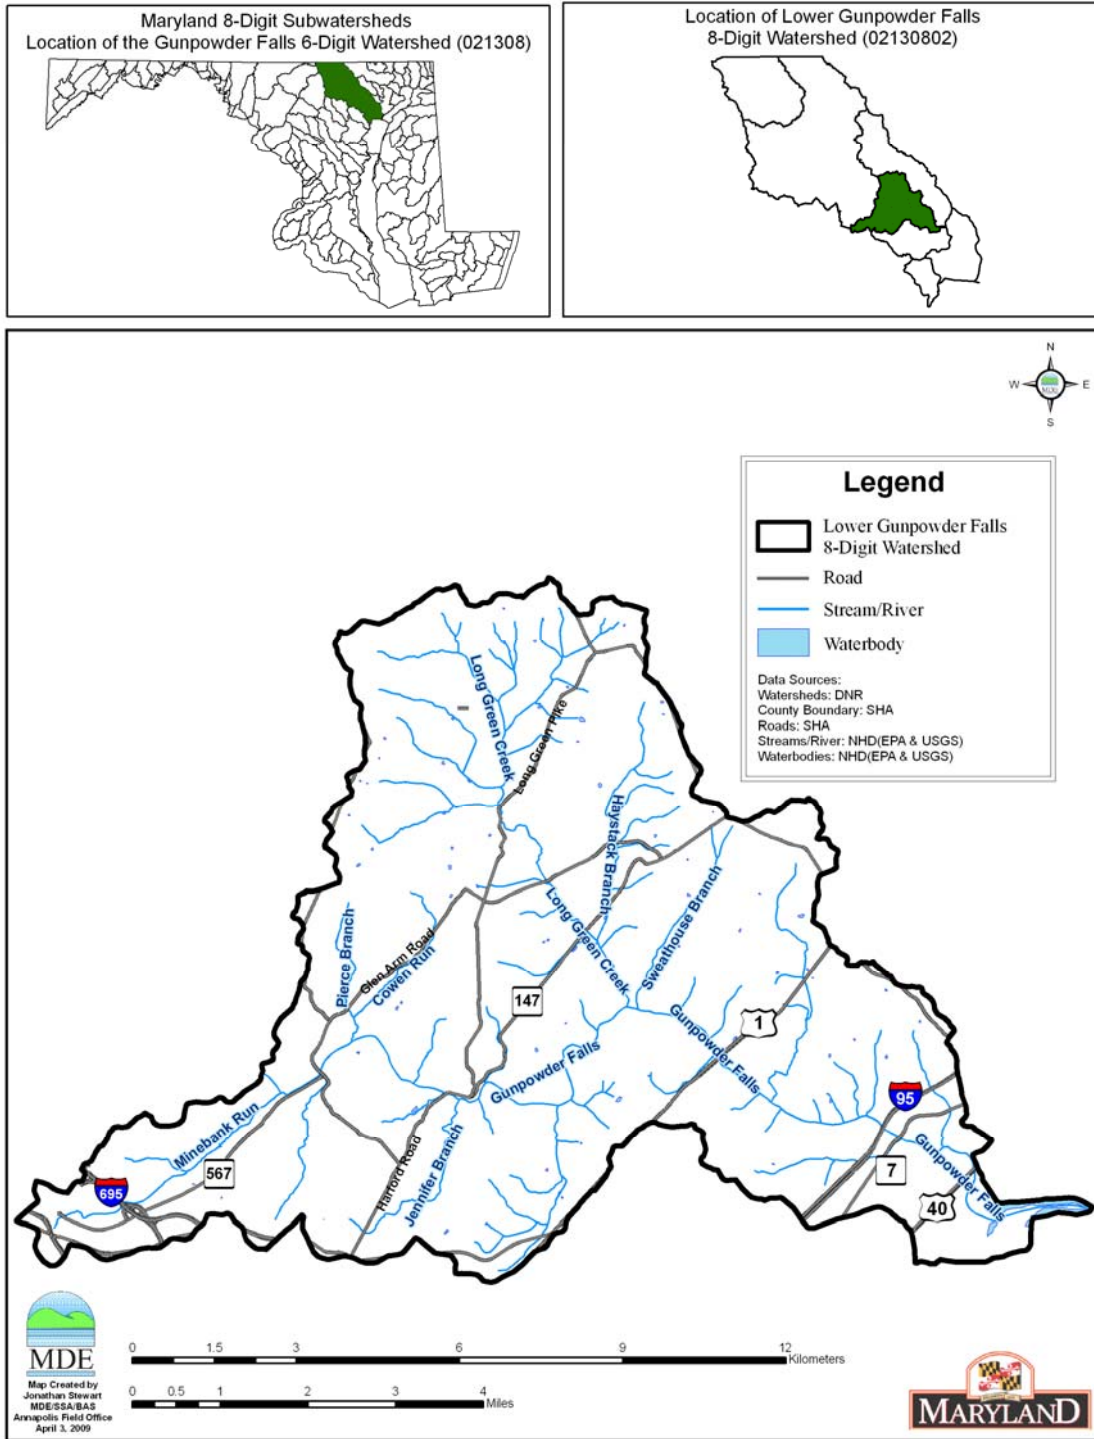 Maryland 8-Digit Subwatersheds
Location of the Gunpowder Falls 6-Digit Watershed (021308)
Location of Lower Gunpowder Falls
8-Digit Watershed (02130802)
N
W
E
MDE
S
Legend
Lower Gunpowder Falls
8-Digit Watershed
Road
Stream/River
Waterbody
Data Sources:
Watersheds: DNR
County Boundary: SHA
Roads: SHA
Streams/River: NHD(EPA & USGS)
Waterbodies: NHD(EPA & USGS)
Long Green Creek
Long Green Pike
Haystack Branch
Long Green Creek
Sweathouse Branch
Pierce Branch
Glen Arm Road
Cowen Run
147
1
Gunpowder Falls
Gunpowder Falls
95
Minebank Run
Harford Road
Jennifer Branch
Gunpowder Falls
567
695
7
40
MDE
Map Created by
Jonathan Stewart
MDE/SSA/BAS
Annapolis Field Office
April 3, 2009
0 1.5 3 6 9 12
Kilometers
0 0.5 1 2 3 4
Miles
MARYLAND